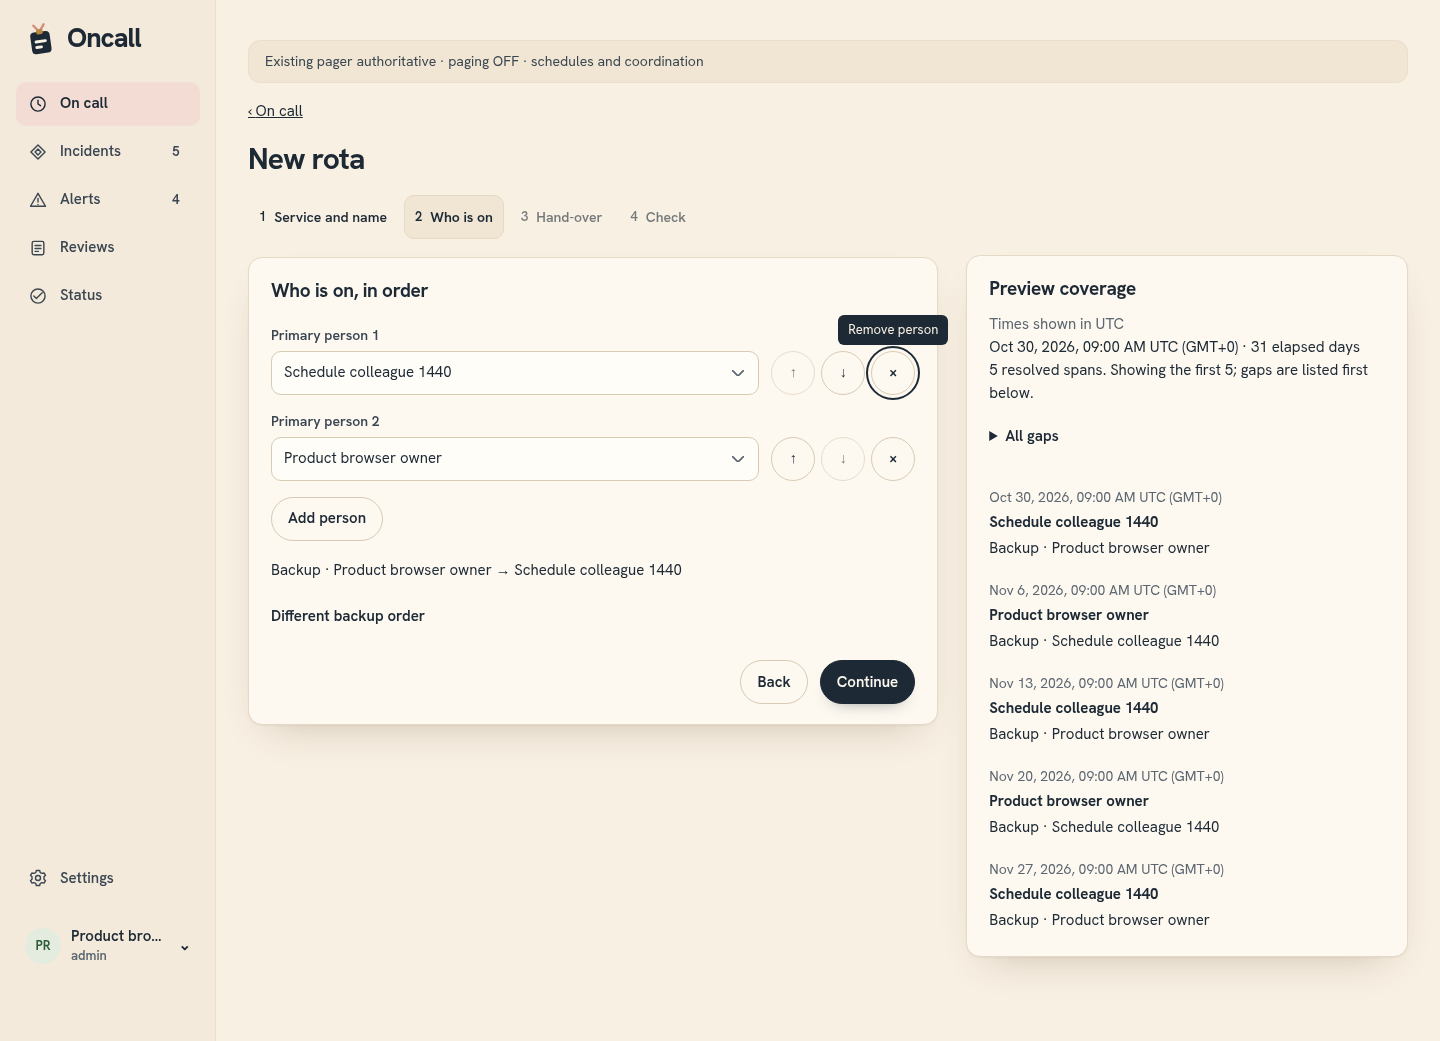 Oncall
On call
Incidents 5
Alerts 4
Reviews
Status
Settings
PR
Product bro...
admin
Existing pager authoritative · paging OFF · schedules and coordination
‹ On call
New rota
1 Service and name
2 Who is on
3 Hand-over
4 Check
Who is on, in order
Remove person
Primary person 1
Schedule colleague 1440
↑ ↓ ×
Primary person 2
Product browser owner
↑ ↓ ×
Add person
Backup · Product browser owner → Schedule colleague 1440
Different backup order
Back
Continue
Preview coverage
Times shown in UTC
Oct 30, 2026, 09:00 AM UTC (GMT+0) · 31 elapsed days
5 resolved spans. Showing the first 5; gaps are listed first
below.
▶ All gaps
Oct 30, 2026, 09:00 AM UTC (GMT+0)
Schedule colleague 1440
Backup · Product browser owner
Nov 6, 2026, 09:00 AM UTC (GMT+0)
Product browser owner
Backup · Schedule colleague 1440
Nov 13, 2026, 09:00 AM UTC (GMT+0)
Schedule colleague 1440
Backup · Product browser owner
Nov 20, 2026, 09:00 AM UTC (GMT+0)
Product browser owner
Backup · Schedule colleague 1440
Nov 27, 2026, 09:00 AM UTC (GMT+0)
Schedule colleague 1440
Backup · Product browser owner